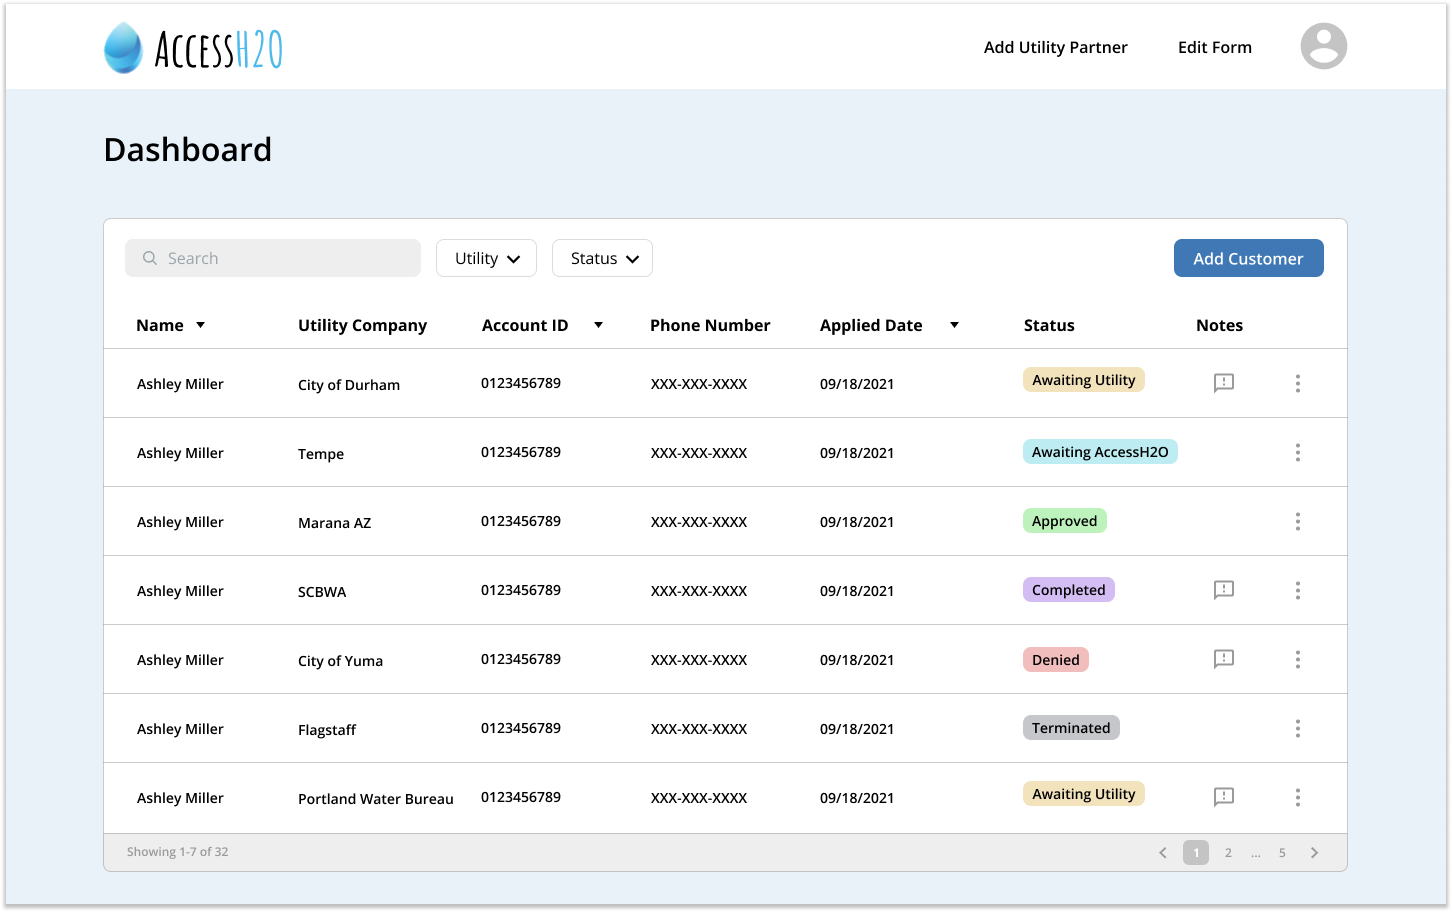 AccessH2O
Add Utility Partner
Edit Form
Dashboard
Search
Utility
Status
Add Customer
Name Utility Company Account ID Phone Number Applied Date Status Notes
Ashley Miller City of Durham 0123456789 XXX-XXX-XXXX 09/18/2021 Awaiting Utility
Ashley Miller Tempe 0123456789 XXX-XXX-XXXX 09/18/2021 Awaiting AccessH2O
Ashley Miller Marana AZ 0123456789 XXX-XXX-XXXX 09/18/2021 Approved
Ashley Miller SCBWA 0123456789 XXX-XXX-XXXX 09/18/2021 Completed
Ashley Miller City of Yuma 0123456789 XXX-XXX-XXXX 09/18/2021 Denied
Ashley Miller Flagstaff 0123456789 XXX-XXX-XXXX 09/18/2021 Terminated
Ashley Miller Portland Water Bureau 0123456789 XXX-XXX-XXXX 09/18/2021 Awaiting Utility
Showing 1-7 of 32
1 2 ... 5